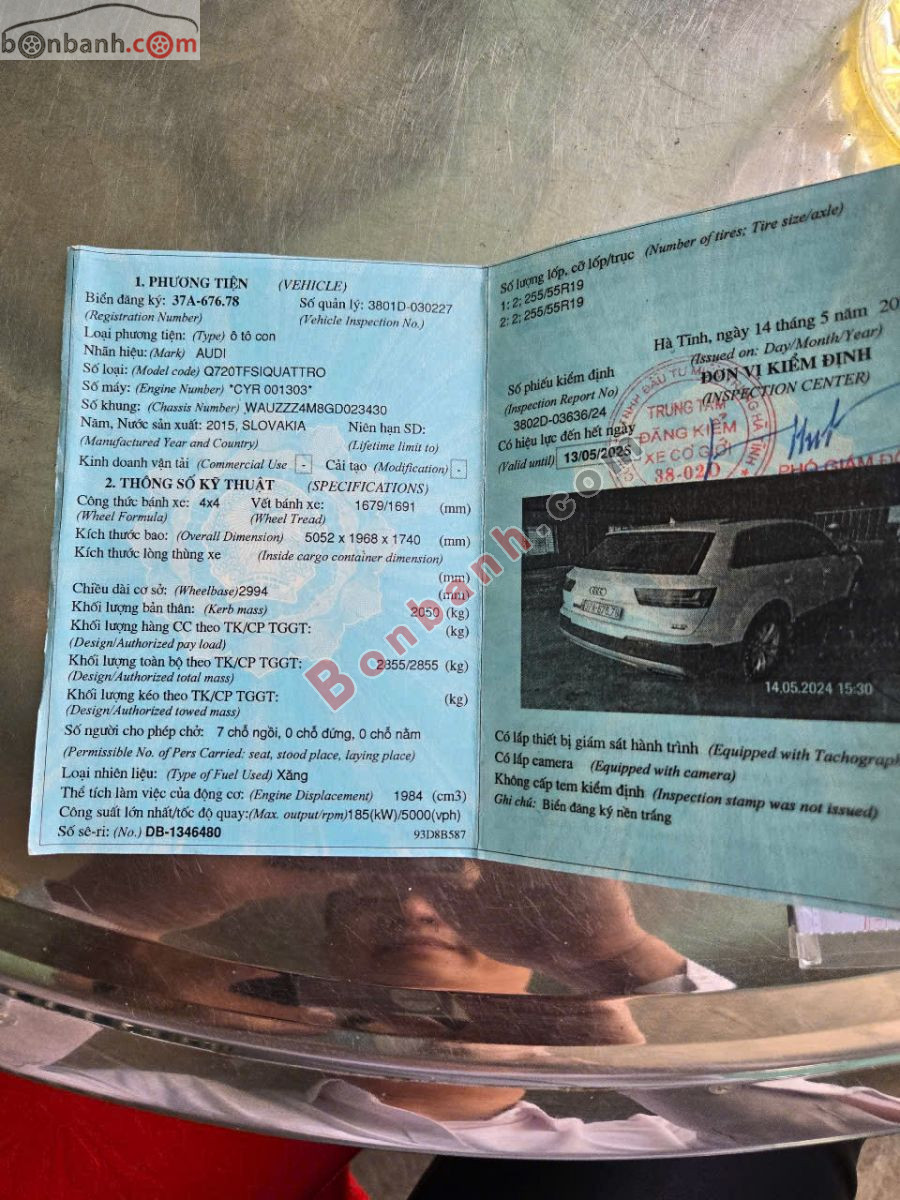 bonbanh.com
1. PHƯƠNG TIỆN (VEHICLE)
Biển đăng ký: 37A-676.78 Số quản lý: 3801D-030227
(Registration Number) (Vehicle Inspection No.)
Loại phương tiện: (Type) ô tô con
Nhãn hiệu: (Mark) AUDI
Số loại: (Model code) Q720TFSIQUATTRO
Số máy: (Engine Number) *CYR 001303*
Số khung: (Chassis Number) WAUZZZ4M8GD023430
Năm, Nước sản xuất: 2015, SLOVAKIA Niên hạn SD:
(Manufactured Year and Country) (Lifetime limit to)
Kinh doanh vận tải (Commercial Use - Cải tạo (Modification) -
2. THÔNG SỐ KỸ THUẬT (SPECIFICATIONS)
Công thức bánh xe: 4x4 Vết bánh xe: 1679/1691 (mm)
(Wheel Formula) (Wheel Tread)
Kích thước bao: (Overall Dimension) 5052 x 1968 x 1740 (mm)
Kích thước lòng thùng xe (Inside cargo container dimension)
(mm)
Chiều dài cơ sở: (Wheelbase)2994 (mm)
Khối lượng bản thân: (Kerb mass) 2050 (kg)
Khối lượng hàng CC theo TK/CP TGGT: (kg)
(Design/Authorized pay load)
Khối lượng toàn bộ theo TK/CP TGGT: 2855/2855 (kg)
(Design/Authorized total mass)
Khối lượng kéo theo TK/CP TGGT: (kg)
(Design/Authorized towed mass)
Số người cho phép chở: 7 chỗ ngồi, 0 chỗ đứng, 0 chỗ nằm
(Permissible No. of Pers Carried: seat, stood place, laying place)
Loại nhiên liệu: (Type of Fuel Used) Xăng
Thể tích làm việc của động cơ: (Engine Displacement) 1984 (cm3)
Công suất lớn nhất/tốc độ quay:(Max. output/rpm)185(kW)/5000(vph)
Số sê-ri: (No.) DB-1346480 93D8B587
Số lượng lốp, cỡ lốp/trục (Number of tires; Tire size/axle)
1: 2; 255/55R19
2: 2; 255/55R19
Hà Tĩnh, ngày 14 tháng 5 năm 20
(Issued on: Day/Month/Year)
Số phiếu kiểm định ĐƠN VỊ KIỂM ĐỊNH
(Inspection Report No) (INSPECTION CENTER)
3802D-03636/24
Có hiệu lực đến hết ngày
(Valid until) 13/05/2025
TRUNG TÂM
ĐĂNG KIỂM
XE CƠ GIỚI
38-02D
PHÓ GIÁM ĐỐ
14.05.2024 15:30
Có lắp thiết bị giám sát hành trình (Equipped with Tachograph
Có lắp camera (Equipped with camera)
Không cấp tem kiểm định (Inspection stamp was not issued)
Ghi chú: Biển đăng ký nền trắng
Bonbanh.com